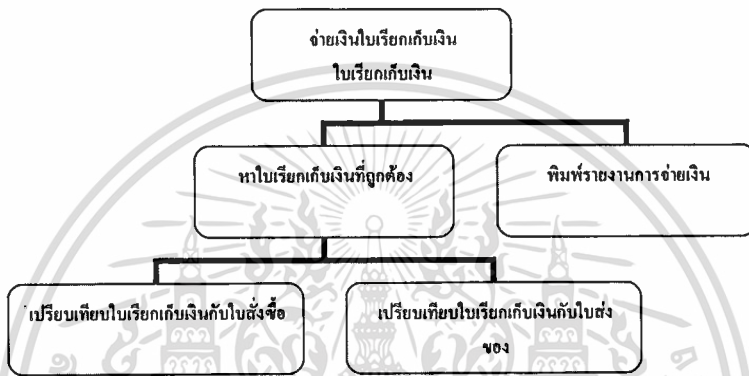 จ่ายเงินใบเรียกเก็บเงิน
ใบเรียกเก็บเงิน
หาใบเรียกเก็บเงินที่ถูกต้อง
พิมพ์รายงานการจ่ายเงิน
เปรียบเทียบใบเรียกเก็บเงินกับใบสั่งซื้อ
เปรียบเทียบใบเรียกเก็บเงินกับใบส่ง
ของ